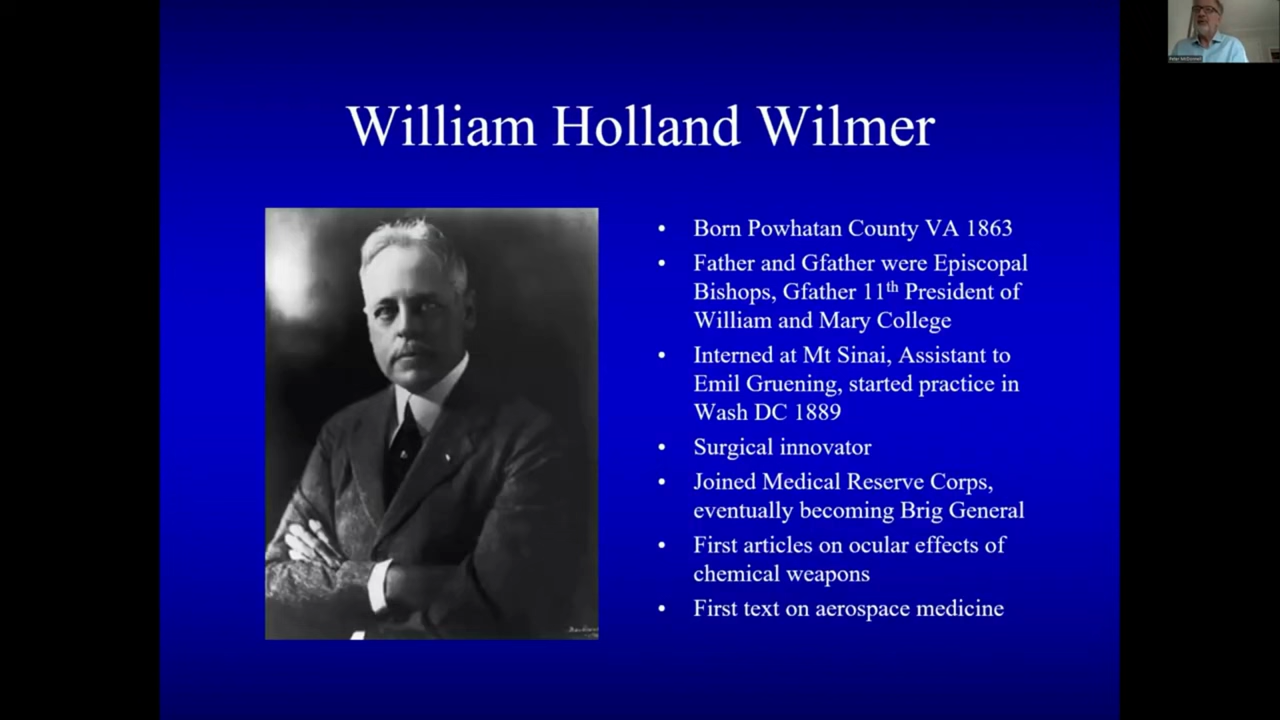 William Holland Wilmer
• Born Powhatan County VA 1863
• Father and Gfather were Episcopal
Bishops, Gfather 11th President of
William and Mary College
• Interned at Mt Sinai, Assistant to
Emil Gruening, started practice in
Wash DC 1889
• Surgical innovator
• Joined Medical Reserve Corps,
eventually becoming Brig General
• First articles on ocular effects of
chemical weapons
• First text on aerospace medicine
Peter McDonnell